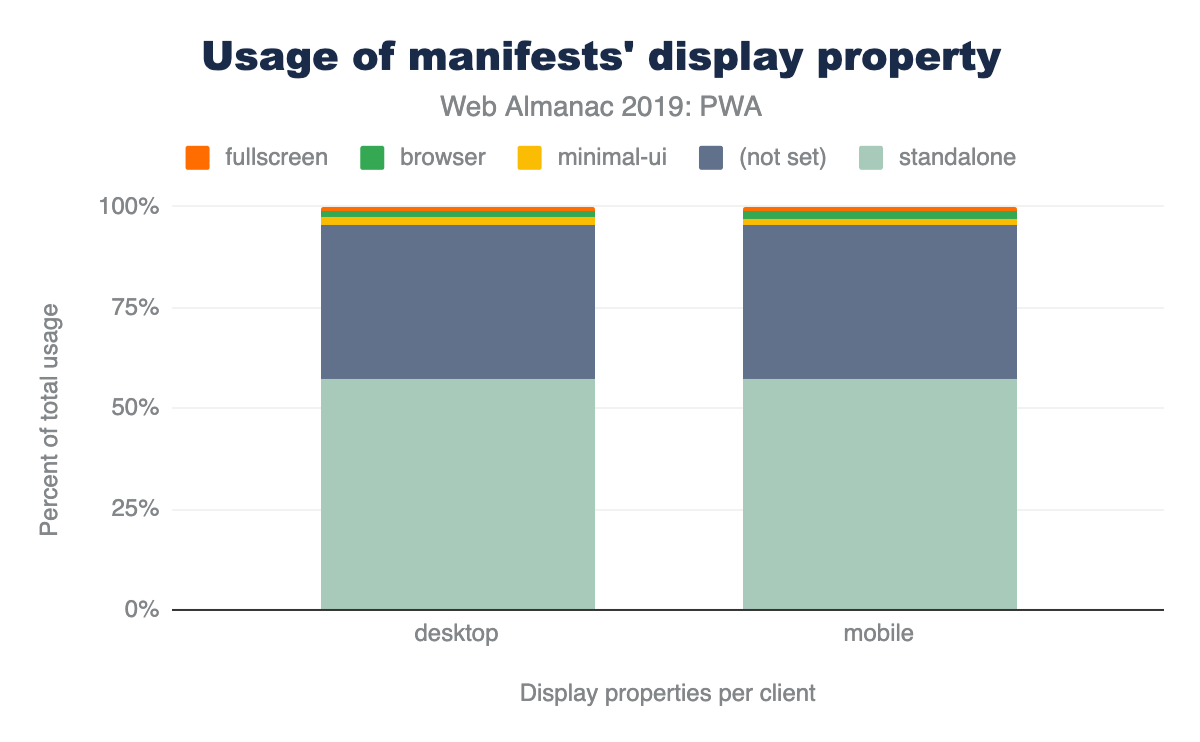 Usage of manifests' display property
Web Almanac 2019: PWA
fullscreen browser minimal-ui (not set) standalone
100%
75%
50%
25%
0%
Percent of total usage
desktop mobile
Display properties per client